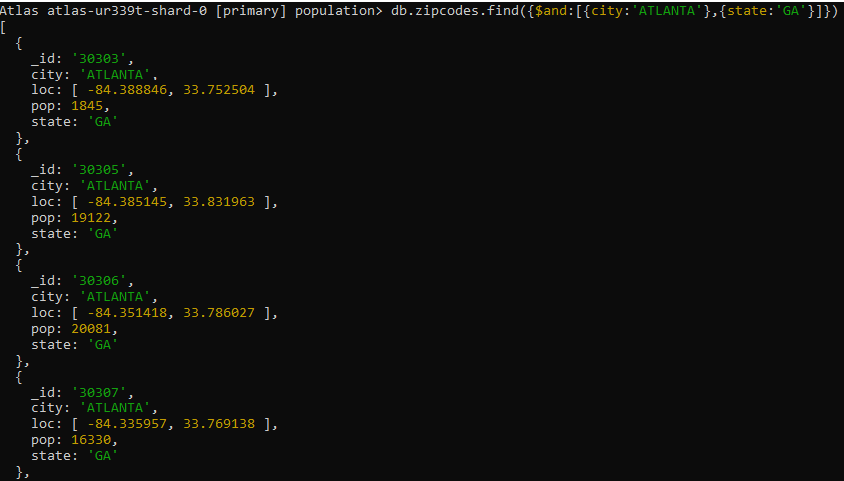 Atlas atlas-ur339t-shard-0 [primary] population> db.zipcodes.find({$and:[{city:'ATLANTA'},{state:'GA'}]})
[
  {
    _id: '30303',
    city: 'ATLANTA',
    loc: [ -84.388846, 33.752504 ],
    pop: 1845,
    state: 'GA'
  },
  {
    _id: '30305',
    city: 'ATLANTA',
    loc: [ -84.385145, 33.831963 ],
    pop: 19122,
    state: 'GA'
  },
  {
    _id: '30306',
    city: 'ATLANTA',
    loc: [ -84.351418, 33.786027 ],
    pop: 20081,
    state: 'GA'
  },
  {
    _id: '30307',
    city: 'ATLANTA',
    loc: [ -84.335957, 33.769138 ],
    pop: 16330,
    state: 'GA'
  },